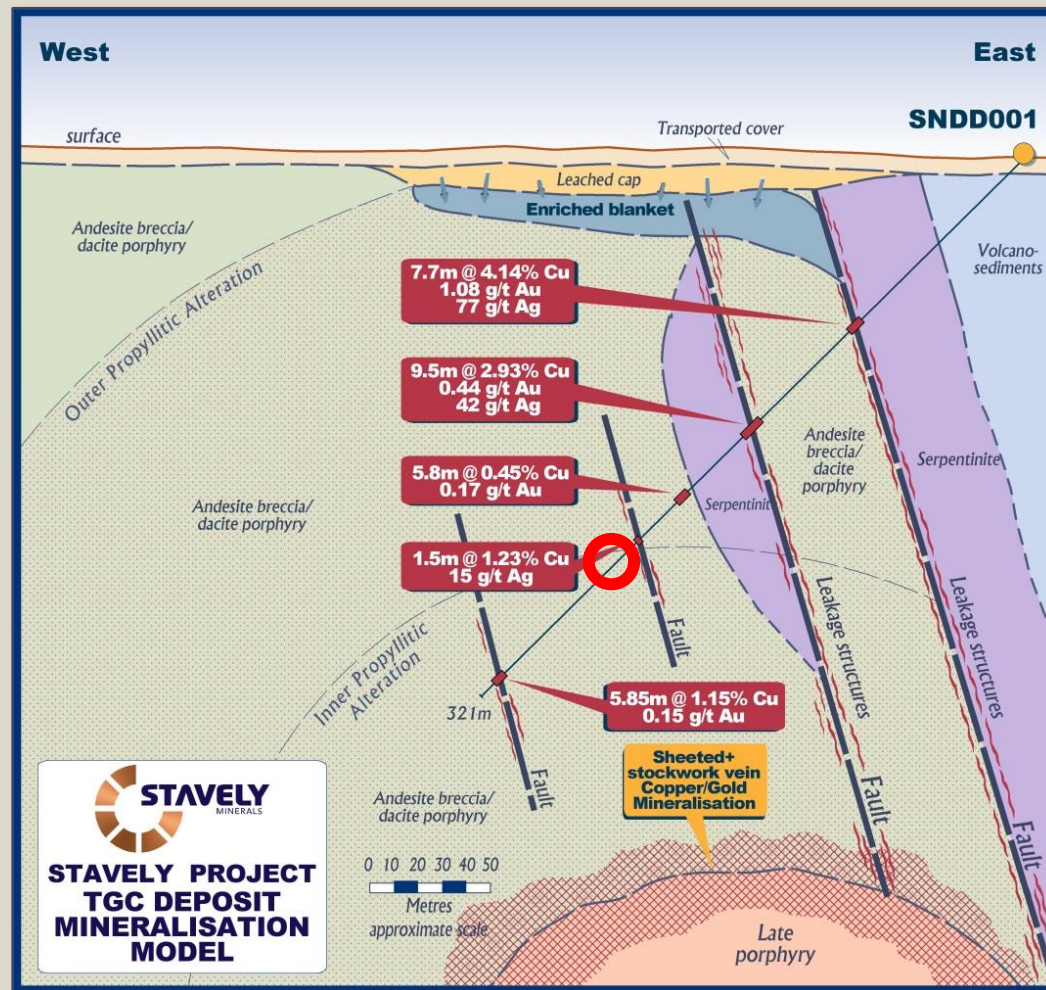 West
East
SNDD001
surface
Transported cover
Leached cap
Enriched blanket
Andesite breccia/
dacite porphyry
Volcano-
sediments
Outer Propyllitic Alteration
7.7m @ 4.14% Cu
1.08 g/t Au
77 g/t Ag
9.5m @ 2.93% Cu
0.44 g/t Au
42 g/t Ag
Andesite
breccia/
dacite
porphyry
Serpentinite
5.8m @ 0.45% Cu
0.17 g/t Au
Serpentinit
Andesite breccia/
dacite porphyry
1.5m @ 1.23% Cu
15 g/t Ag
Leakage structures
Leakage structures
Fault
Inner Propyllitic
Alteration
321m
5.85m @ 1.15% Cu
0.15 g/t Au
Sheeted+
stockwork vein
Copper/Gold
Mineralisation
Fault
Fault
Fault
Andesite breccia/
dacite porphyry
STAVELY
MINERALS
STAVELY PROJECT
TGC DEPOSIT
MINERALISATION
MODEL
0 10 20 30 40 50
Metres
approximate scale
Late
porphyry